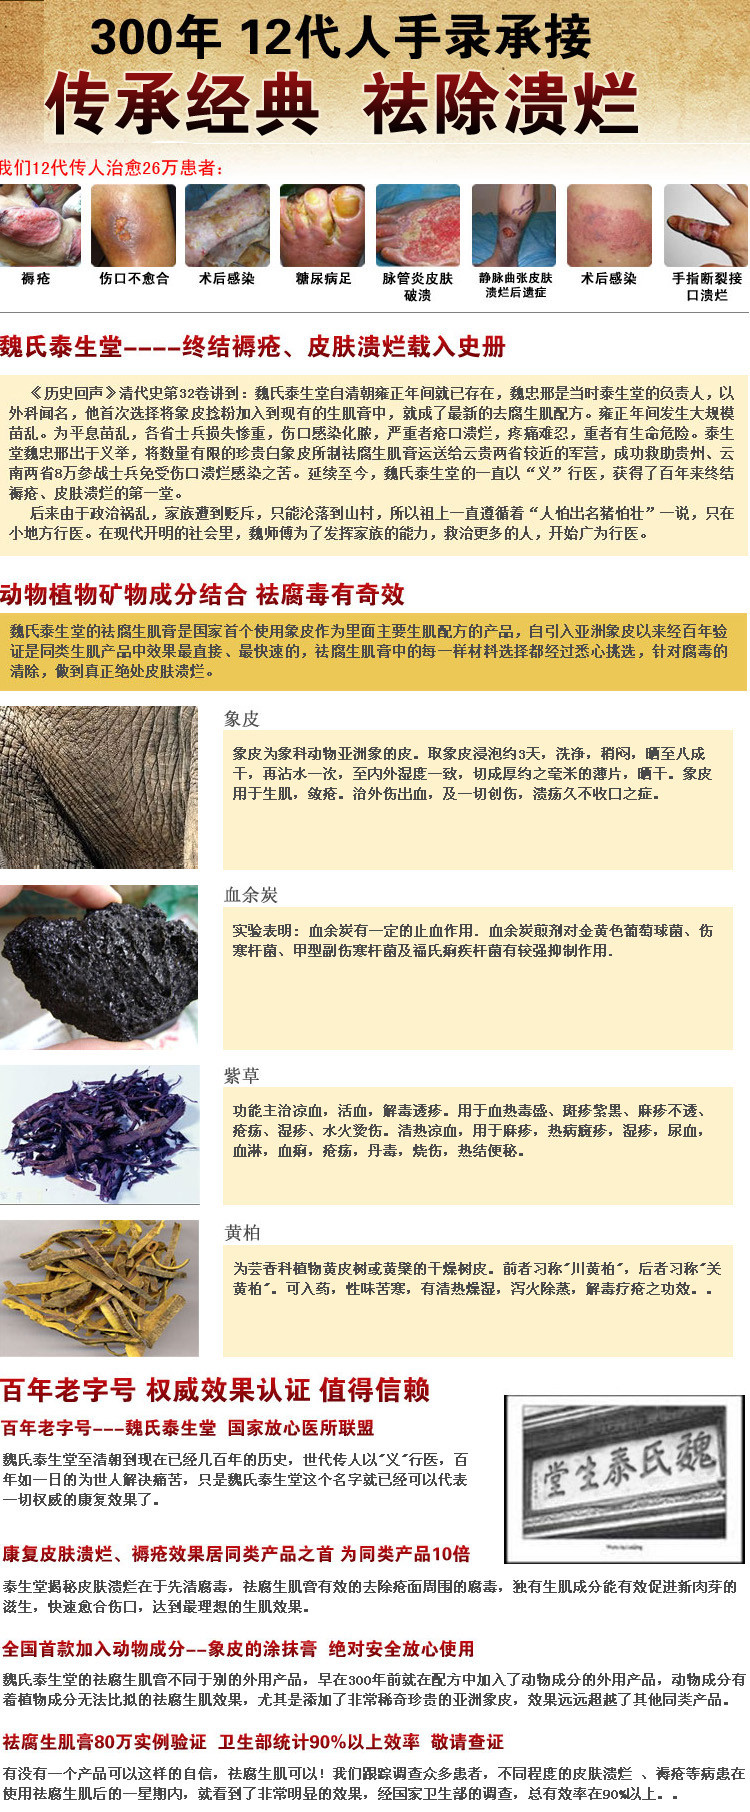 300年 12代人手录承接
传承经典 祛除溃烂
我们12代传人治愈26万患者:
褥疮 伤口不愈合 术后感染 糖尿病足 脉管炎皮肤破溃 静脉曲张皮肤溃烂后遗症 术后感染 手指断裂接口溃烂
魏氏泰生堂----终结褥疮、皮肤溃烂载入史册
《历史回声》清代史第32卷讲到：魏氏泰生堂自清朝雍正年间就已存在，魏忠邢是当时泰生堂的负责人，以
外科闻名，他首次选择将象皮捻粉加入到现有的生肌膏中，就成了最新的去腐生肌配方。雍正年间发生大规模
苗乱。为平息苗乱，各省士兵损失惨重，伤口感染化脓，严重者疮口溃烂，疼痛难忍，重者有生命危险。泰生
堂魏忠邢出于义举，将数量有限的珍贵白象皮所制祛腐生肌膏运送给云贵两省较近的军营，成功救助贵州、云
南两省8万参战士兵免受伤口溃烂感染之苦。延续至今，魏氏泰生堂的一直以“义”行医，获得了百年来终结
褥疮、皮肤溃烂的第一堂。
后来由于政治祸乱，家族遭到贬斥，只能沦落到山村，所以祖上一直遵循着“人怕出名猪怕壮”一说，只在
小地方行医。在现代开明的社会里，魏师傅为了发挥家族的能力，救治更多的人，开始广为行医。
动物植物矿物成分结合 祛腐毒有奇效
魏氏泰生堂的祛腐生肌膏是国家首个使用象皮作为里面主要生肌配方的产品，自引入亚洲象皮以来经百年验
证是同类生肌产品中效果最直接、最快速的，祛腐生肌膏中的每一样材料选择都经过悉心挑选，针对腐毒的
清除，做到真正绝处皮肤溃烂。
象皮
象皮为象科动物亚洲象的皮。取象皮浸泡约3天，洗净，稍闷，晒至八成
干，再沾水一次，至内外湿度一致，切成厚约之毫米的薄片，晒干。象皮
用于生肌，敛疮。治外伤出血，及一切创伤，溃疡久不收口之症。
血余炭
实验表明：血余炭有一定的止血作用．血余炭煎剂对金黄色葡萄球菌、伤
寒杆菌、甲型副伤寒杆菌及福氏痢疾杆菌有较强抑制作用．
紫草
功能主治凉血，活血，解毒透疹。用于血热毒盛、斑疹紫黑、麻疹不透、
疮疡、湿疹、水火烫伤。清热凉血，用于麻疹，热病癍疹，湿疹，尿血，
血淋，血痢，疮疡，丹毒，烧伤，热结便秘。
黄柏
为芸香科植物黄皮树或黄檗的干燥树皮。前者习称"川黄柏"，后者习称"关
黄柏"。可入药，性味苦寒，有清热燥湿，泻火除蒸，解毒疗疮之功效。。
百年老字号 权威效果认证 值得信赖
百年老字号---魏氏泰生堂 国家放心医所联盟
魏氏泰生堂至清朝到现在已经几百年的历史，世代传人以"义"行医，百
年如一日的为世人解决痛苦，只是魏氏泰生堂这个名字就已经可以代表
一切权威的康复效果了。
魏氏泰生堂
康复皮肤溃烂、褥疮效果居同类产品之首 为同类产品10倍
秦生堂揭秘皮肤溃烂在于先清腐毒，祛腐生肌膏有效的去除疮面周围的腐毒，独有生肌成分能有效促进新肉芽的
滋生，快速愈合伤口，达到最理想的生肌效果。
全国首款加入动物成分--象皮的涂抹膏 绝对安全放心使用
魏氏泰生堂的祛腐生肌膏不同于别的外用产品，早在300年前就在配方中加入了动物成分的外用产品，动物成分有
着植物成分无法比拟的祛腐生肌效果，尤其是添加了非常稀奇珍贵的亚洲象皮，效果远远超越了其他同类产品。
祛腐生肌膏80万实例验证 卫生部统计90%以上效率 敬请查证
有没有一个产品可以这样的自信，祛腐生肌可以！我们跟踪调查众多患者，不同程度的皮肤溃烂 、褥疮等病患在
使用祛腐生肌后的一星期内，就看到了非常明显的效果，经国家卫生部的调查，总有效率在90%以上。。